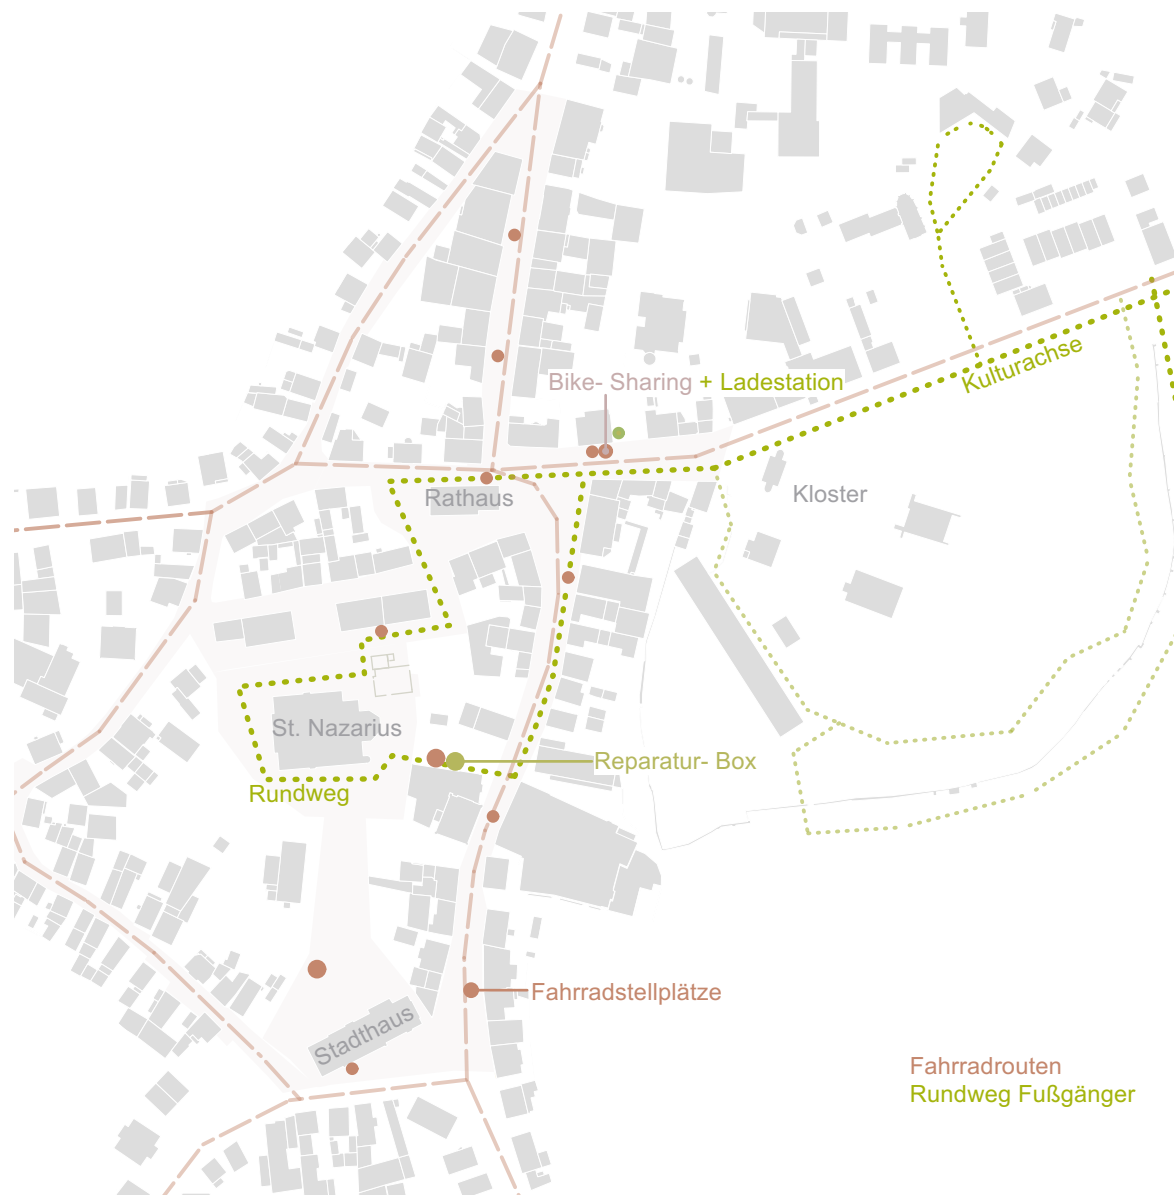 Bike- Sharing + Ladestation
Kulturachse
Rathaus
Kloster
St. Nazarius
Reparatur- Box
Rundweg
Fahrradstellplätze
Stadthaus
Fahrradrouten
Rundweg Fußgänger